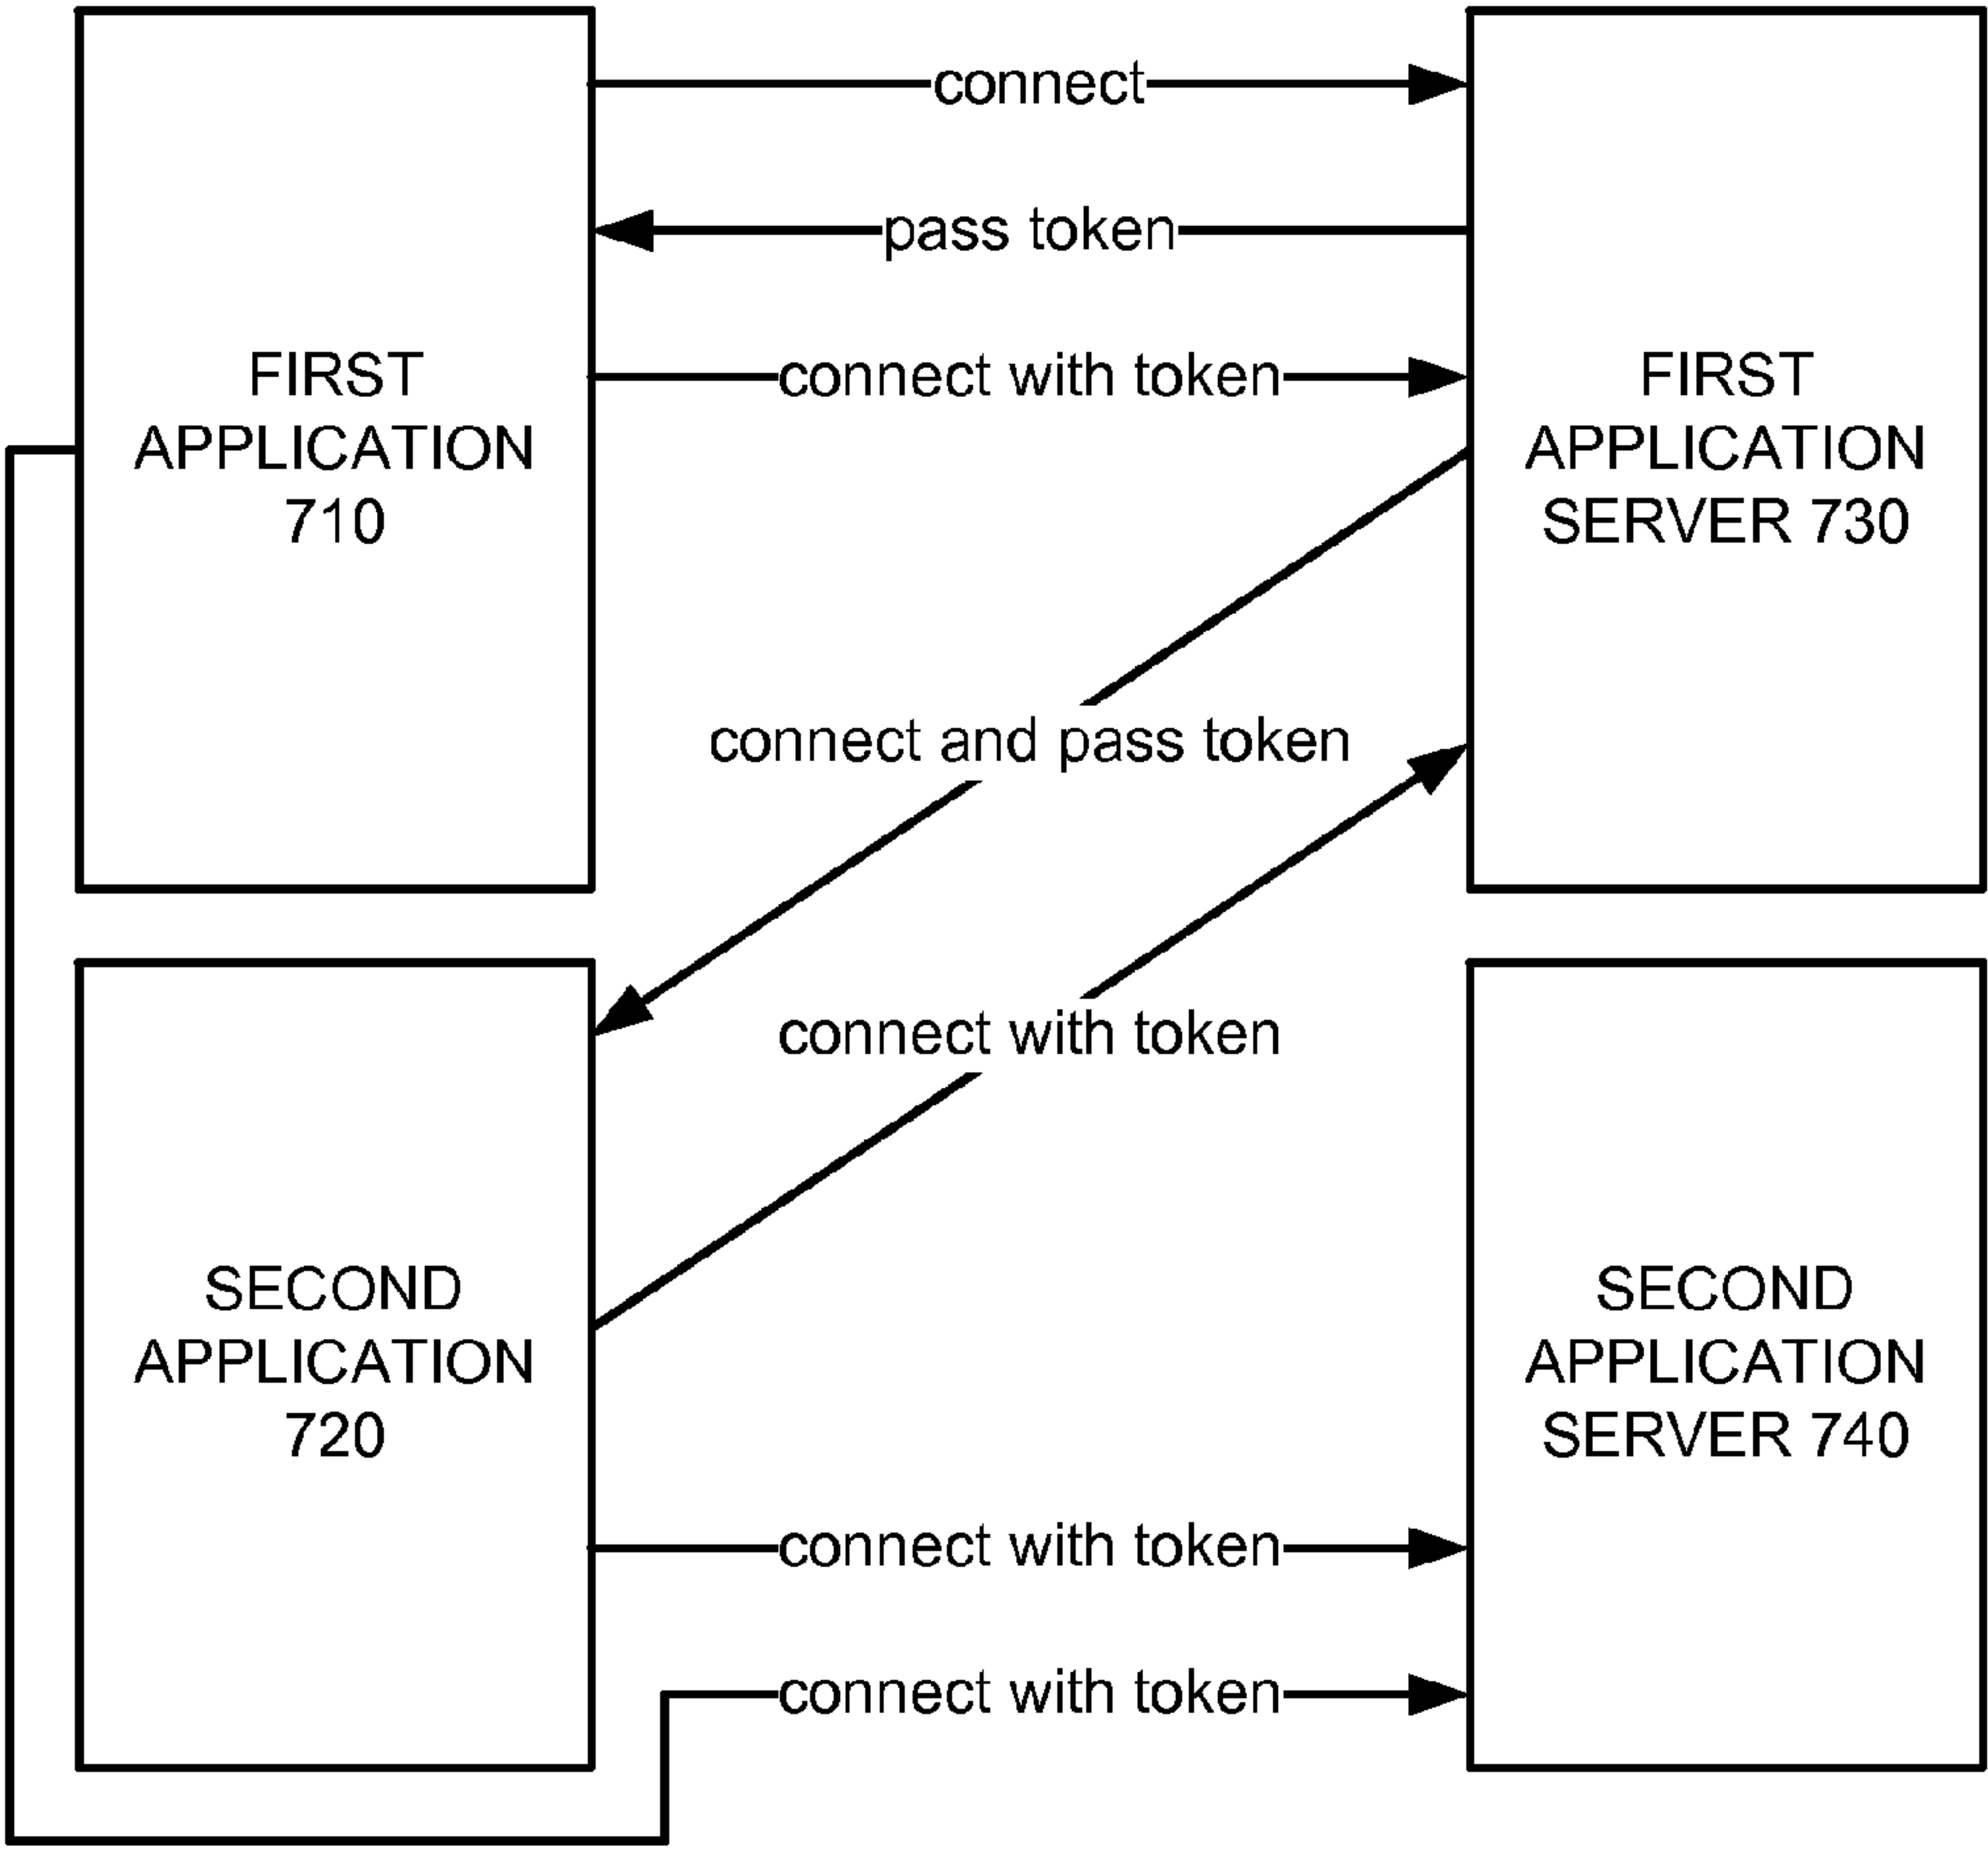 connect
pass token
connect with token
FIRST
APPLICATION
710
FIRST
APPLICATION
SERVER 730
connect and pass token
connect with token
SECOND
APPLICATION
720
SECOND
APPLICATION
SERVER 740
connect with token
connect with token